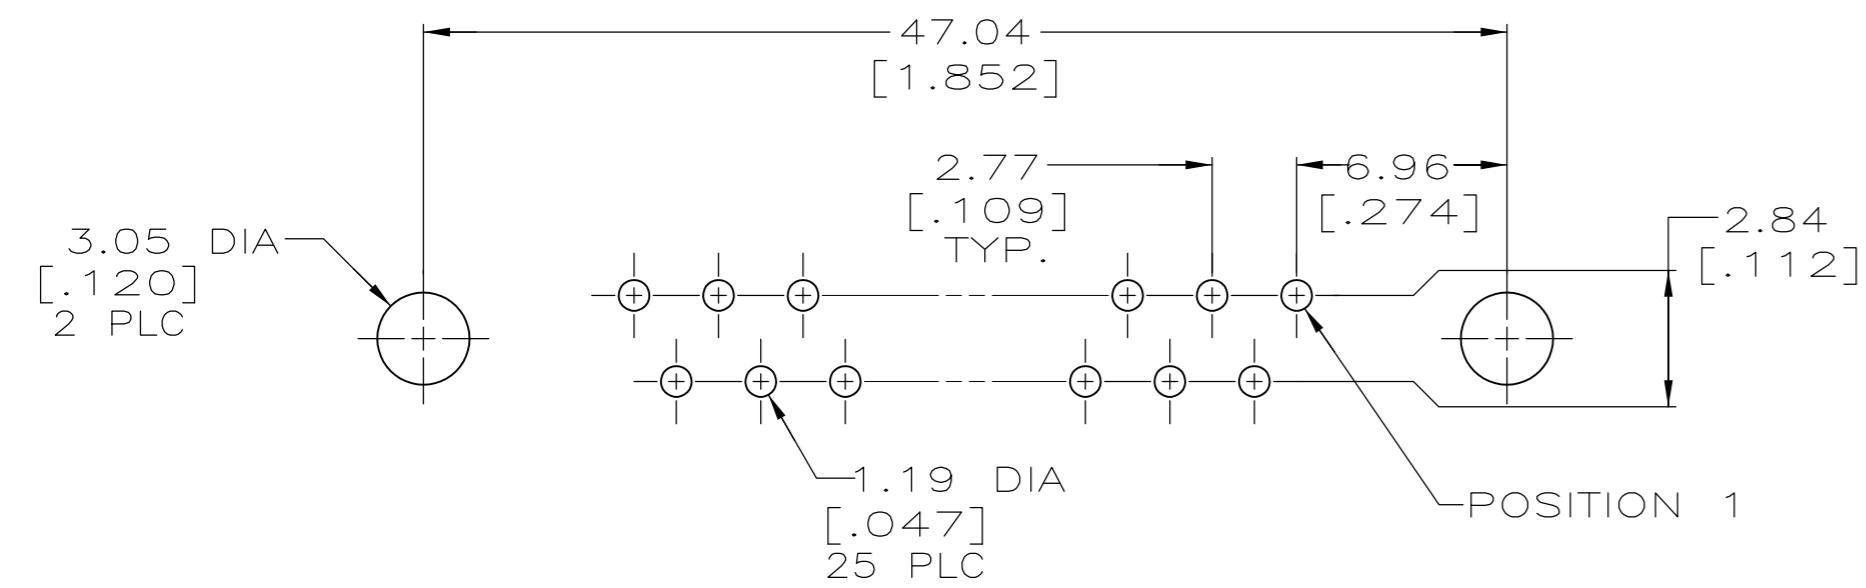 47.04
[1.852]
2.77
[.109]
TYP.
6.96
[.274]
2.84
[.112]
3.05 DIA
[.120]
2 PLC
1.19 DIA
[.047]
25 PLC
POSITION 1